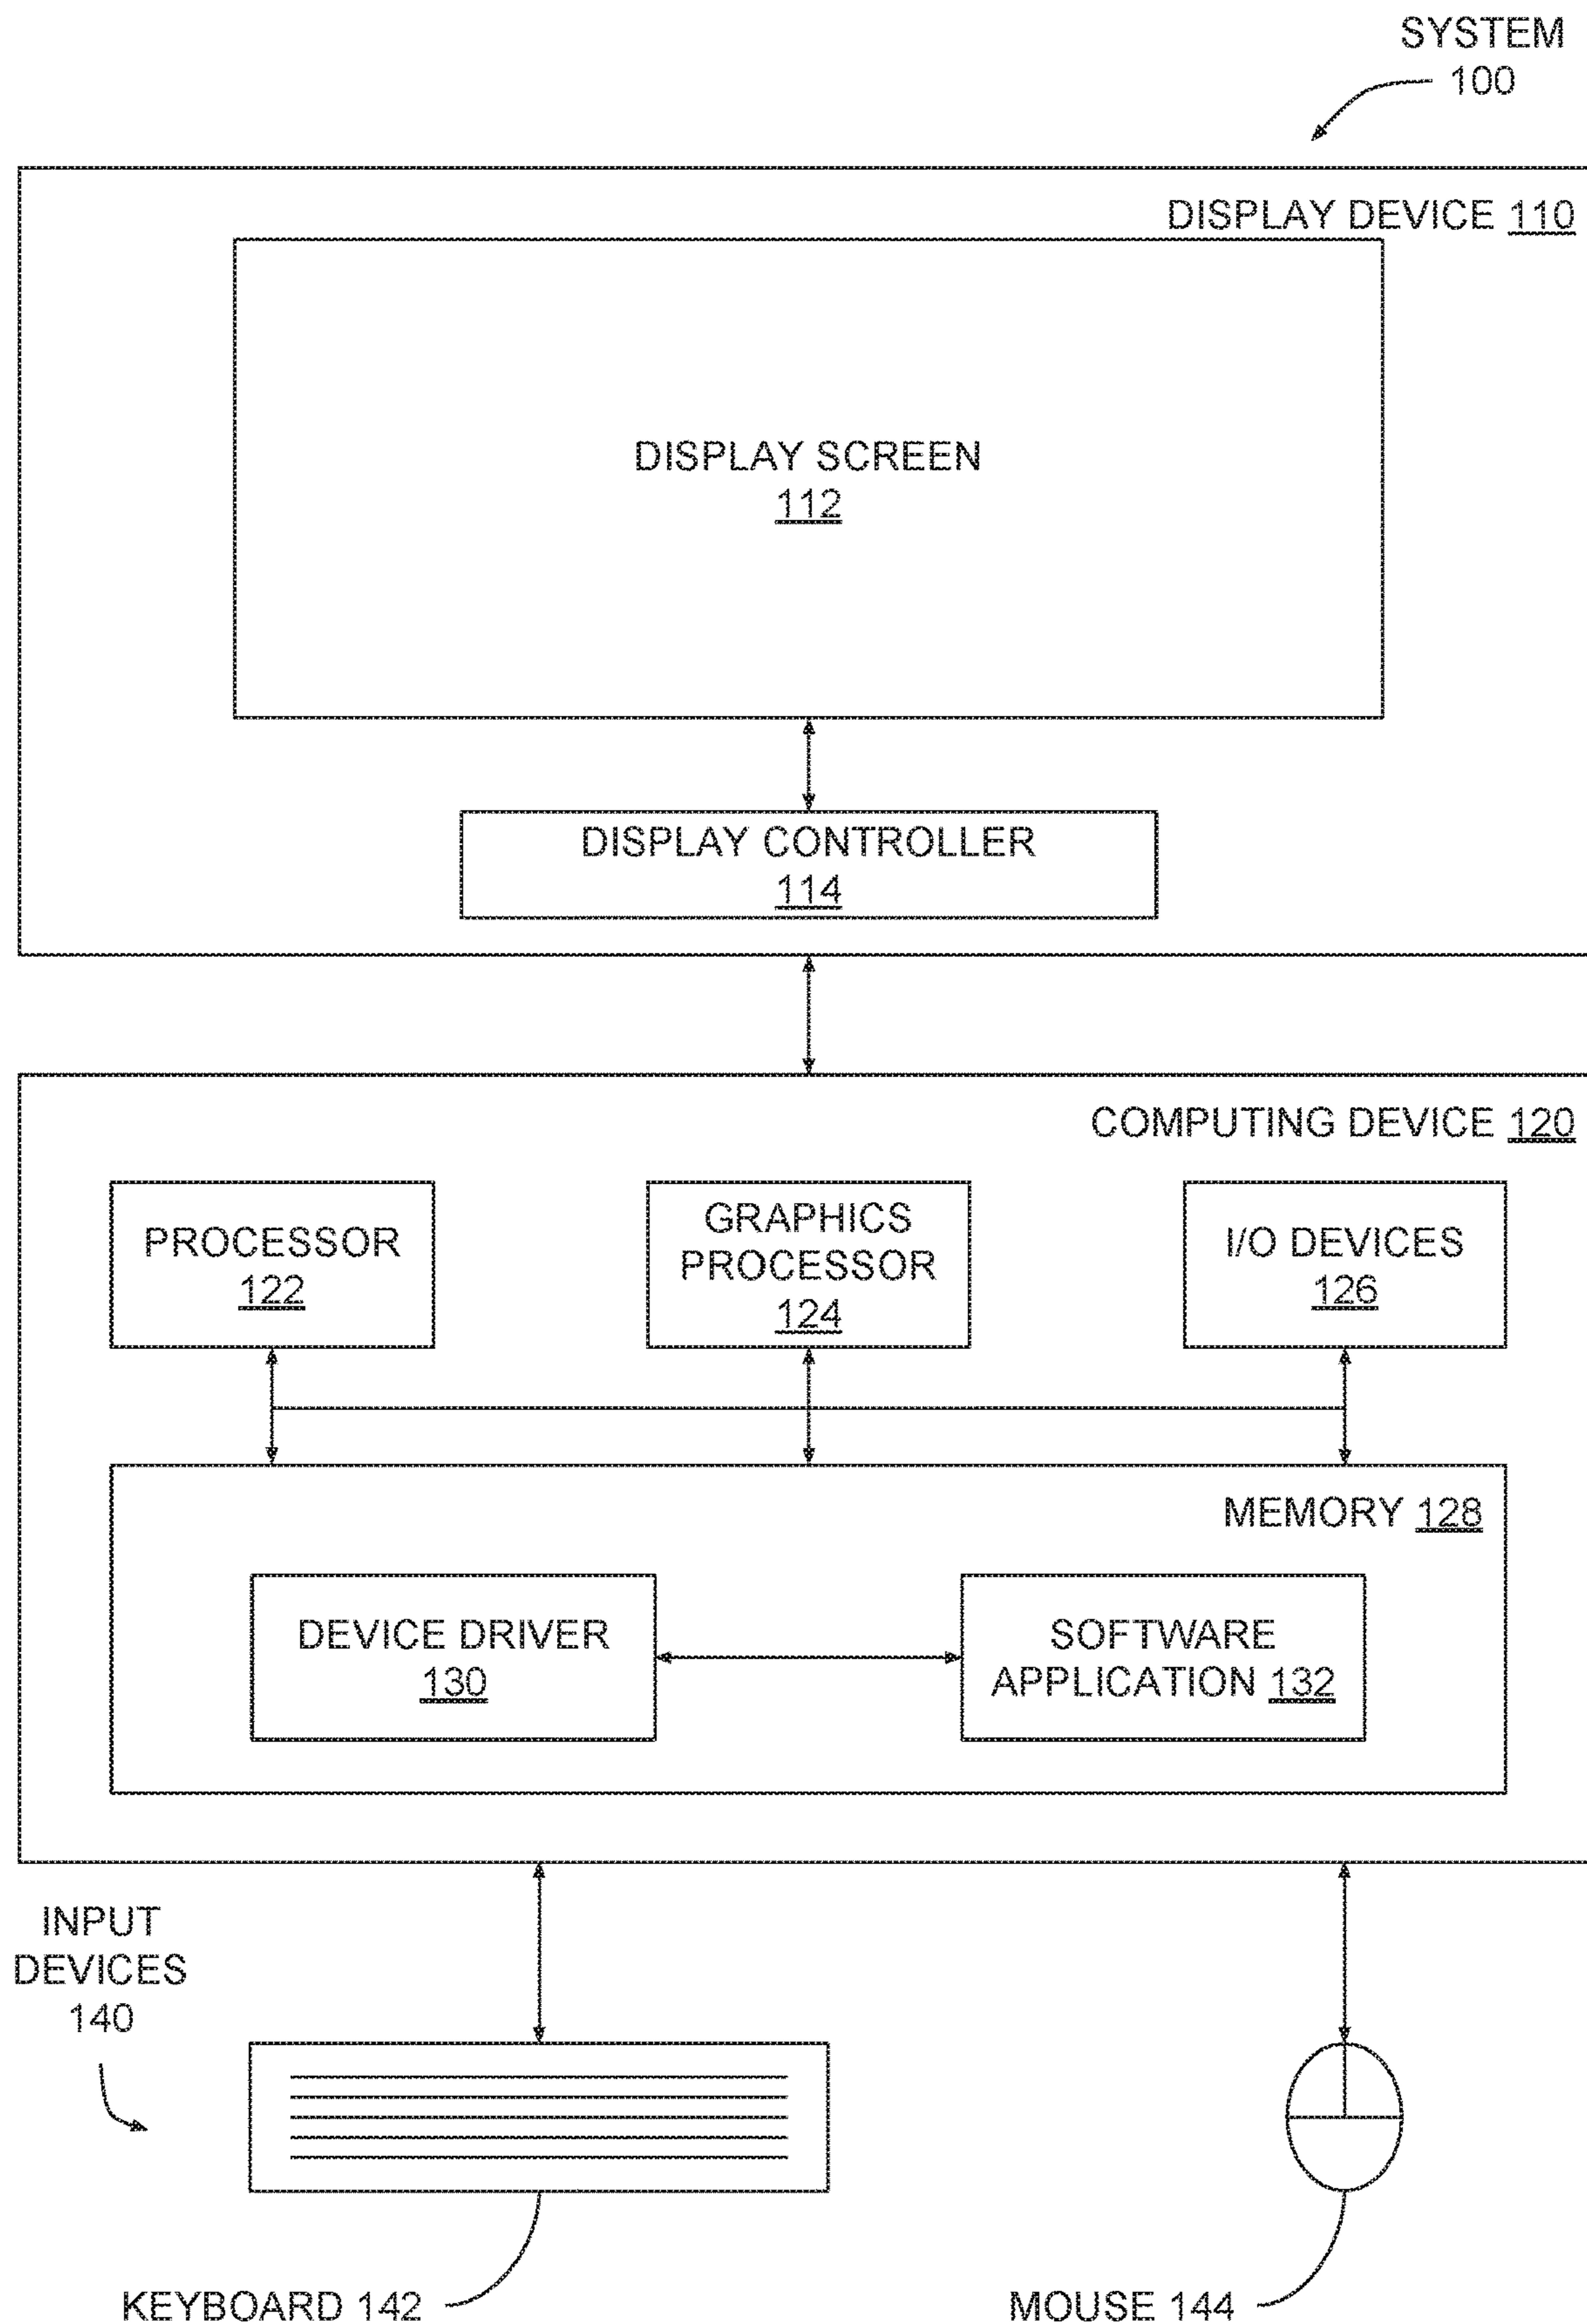 SYSTEM
100
DISPLAY DEVICE 110
DISPLAY SCREEN
112
DISPLAY CONTROLLER
114
COMPUTING DEVICE 120
PROCESSOR
122
GRAPHICS
PROCESSOR
124
I/O DEVICES
126
MEMORY 128
DEVICE DRIVER
130
SOFTWARE
APPLICATION 132
INPUT
DEVICES
140
KEYBOARD 142
MOUSE 144